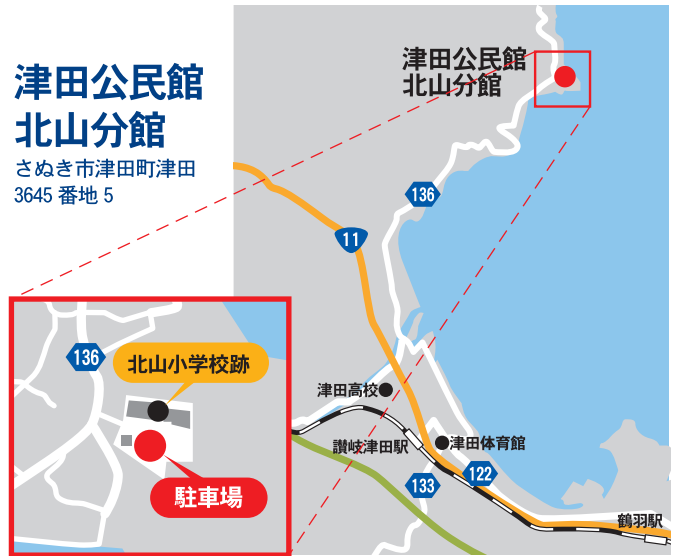 津田公民館
北山分館
さぬき市津田町津田
3645 番地 5
津田公民館
北山分館
136
11
136
北山小学校跡
駐車場
津田高校
讃岐津田駅
津田体育館
122
133
鶴羽駅